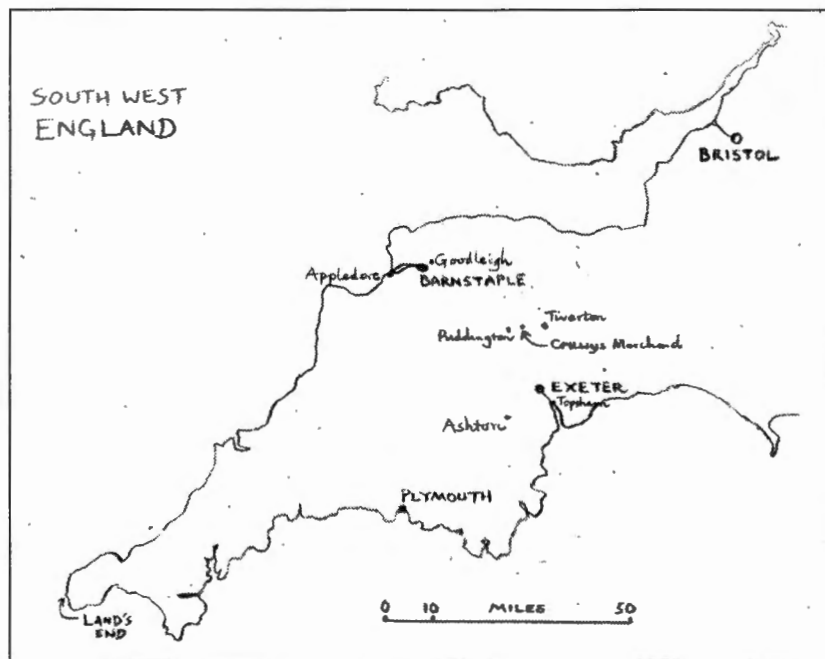 SOUTH WEST
ENGLAND
BRISTOL
Goodleigh
Appledore
BARNSTAPLE
Tiverton
Puddington
Cruwys Morchard
EXETER
Topsham
Ashton
PLYMOUTH
LAND'S
END
0 10 MILES 50